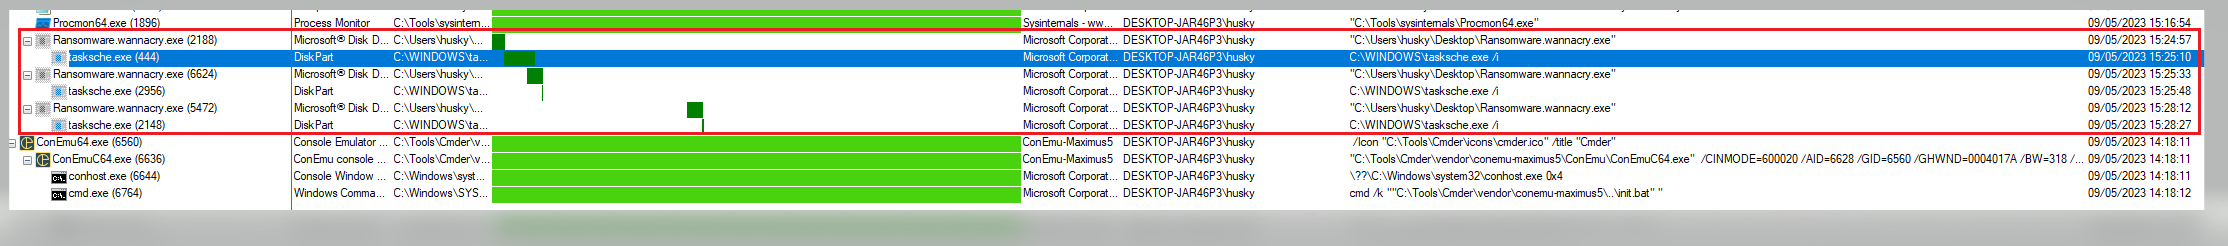 Procmon64.exe (1896) Process Monitor C:\Tools\sysintern... Sysinternals - ww... DESKTOP-JAR46P3\husky "C:\Tools\sysinternals\Procmon64.exe" 09/05/2023 15:16:54
Ransomware.wannacry.exe (2188) Microsoft® Disk D... C:\Users\husky\... Microsoft Corporat... DESKTOP-JAR46P3\husky "C:\Users\husky\Desktop\Ransomware.wannacry.exe" 09/05/2023 15:24:57
tasksche.exe (444) DiskPart C:\WINDOWS\ta... Microsoft Corporat... DESKTOP-JAR46P3\husky C:\WINDOWS\tasksche.exe /i 09/05/2023 15:25:10
Ransomware.wannacry.exe (6624) Microsoft® Disk D... C:\Users\husky\... Microsoft Corporat... DESKTOP-JAR46P3\husky "C:\Users\husky\Desktop\Ransomware.wannacry.exe" 09/05/2023 15:25:33
tasksche.exe (2956) DiskPart C:\WINDOWS\ta... Microsoft Corporat... DESKTOP-JAR46P3\husky C:\WINDOWS\tasksche.exe /i 09/05/2023 15:25:48
Ransomware.wannacry.exe (5472) Microsoft® Disk D... C:\Users\husky\... Microsoft Corporat... DESKTOP-JAR46P3\husky "C:\Users\husky\Desktop\Ransomware.wannacry.exe" 09/05/2023 15:28:12
tasksche.exe (2148) DiskPart C:\WINDOWS\ta... Microsoft Corporat... DESKTOP-JAR46P3\husky C:\WINDOWS\tasksche.exe /i 09/05/2023 15:28:27
ConEmu64.exe (6560) Console Emulator ... C:\Tools\Cmder\v... ConEmu-Maximus5 DESKTOP-JAR46P3\husky /Icon "C:\Tools\Cmder\icons\cmder.ico" /title "Cmder" 09/05/2023 14:18:11
ConEmuC64.exe (6636) ConEmu console ... C:\Tools\Cmder\v... ConEmu-Maximus5 DESKTOP-JAR46P3\husky "C:\Tools\Cmder\vendor\conemu-maximus5\ConEmu\ConEmuC64.exe" /CINMODE=600020 /AID=6628 /GID=6560 /GHWND=0004017A /BW=318 /... 09/05/2023 14:18:11
conhost.exe (6644) Console Window ... C:\Windows\syst... Microsoft Corporat... DESKTOP-JAR46P3\husky \??\C:\Windows\system32\conhost.exe 0x4 09/05/2023 14:18:11
cmd.exe (6764) Windows Comma... C:\Windows\SYS... Microsoft Corporat... DESKTOP-JAR46P3\husky cmd /k ""C:\Tools\Cmder\vendor\conemu-maximus5\..\init.bat" " 09/05/2023 14:18:12